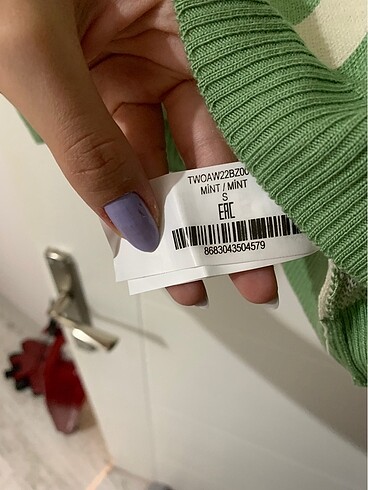 TWOAW22BZ00
MİNT / MİNT
S
EAC
8683043504579